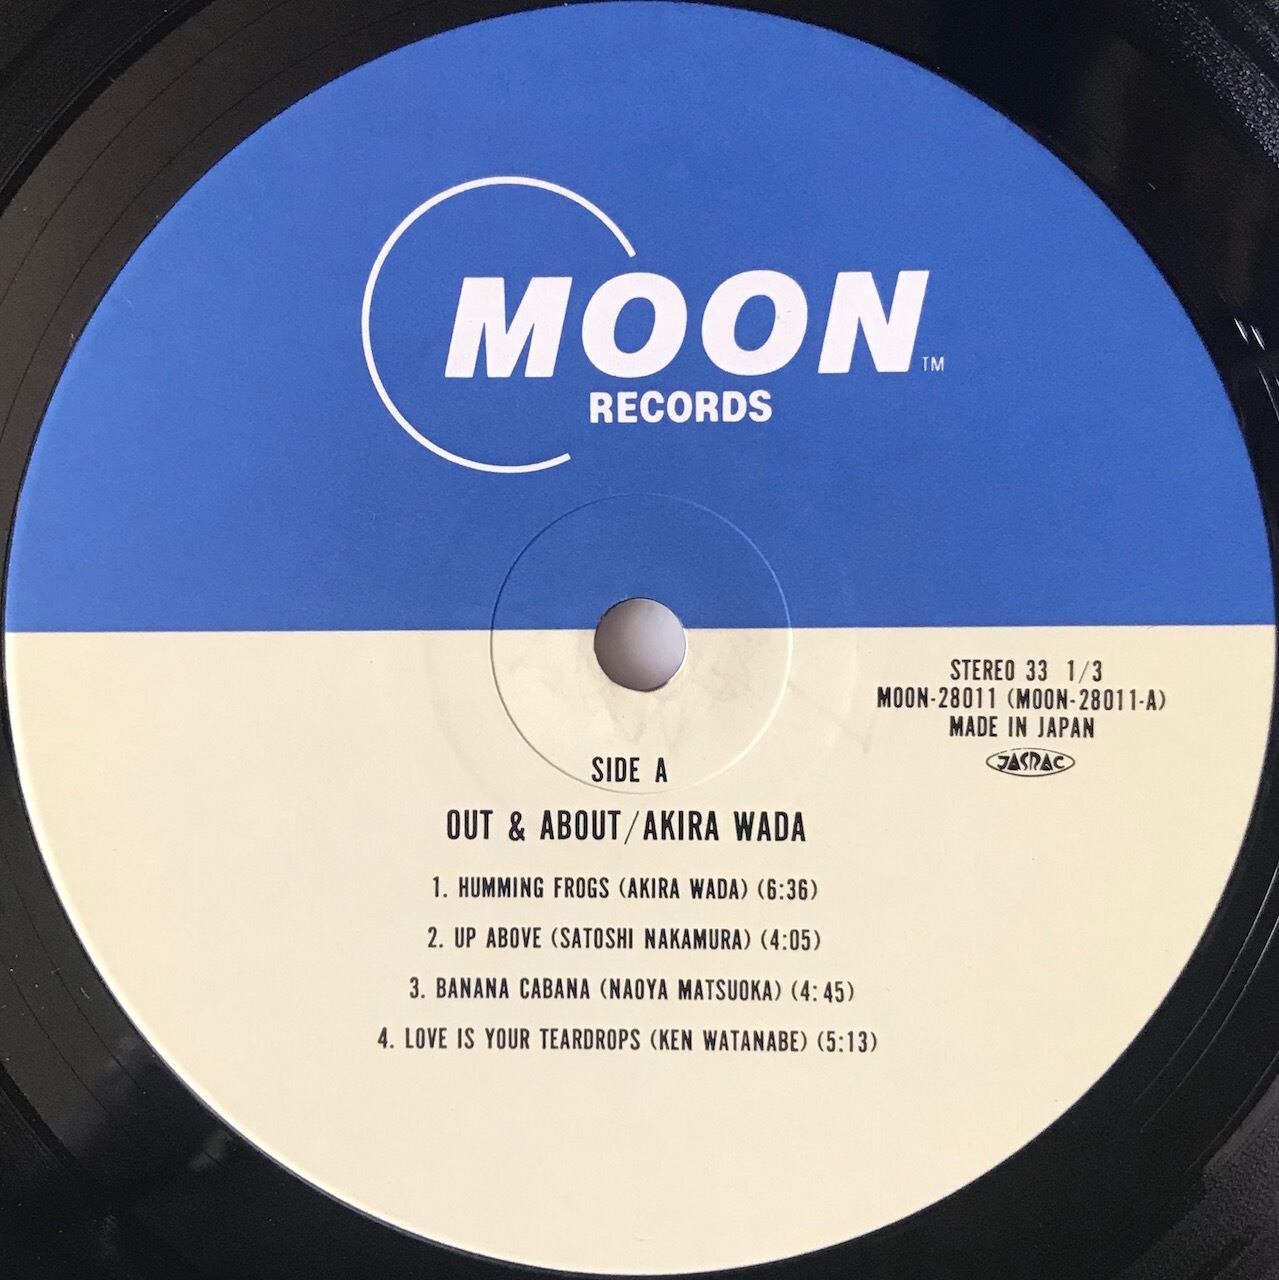 MOON TM
RECORDS
STEREO 33 1/3
MOON-28011 (MOON-28011-A)
MADE IN JAPAN
JASRAC
SIDE A
OUT & ABOUT/AKIRA WADA
1. HUMMING FROGS (AKIRA WADA) (6:36)
2. UP ABOVE (SATOSHI NAKAMURA) (4:05)
3. BANANA CABANA (NAOYA MATSUOKA) (4:45)
4. LOVE IS YOUR TEARDROPS (KEN WATANABE) (5:13)